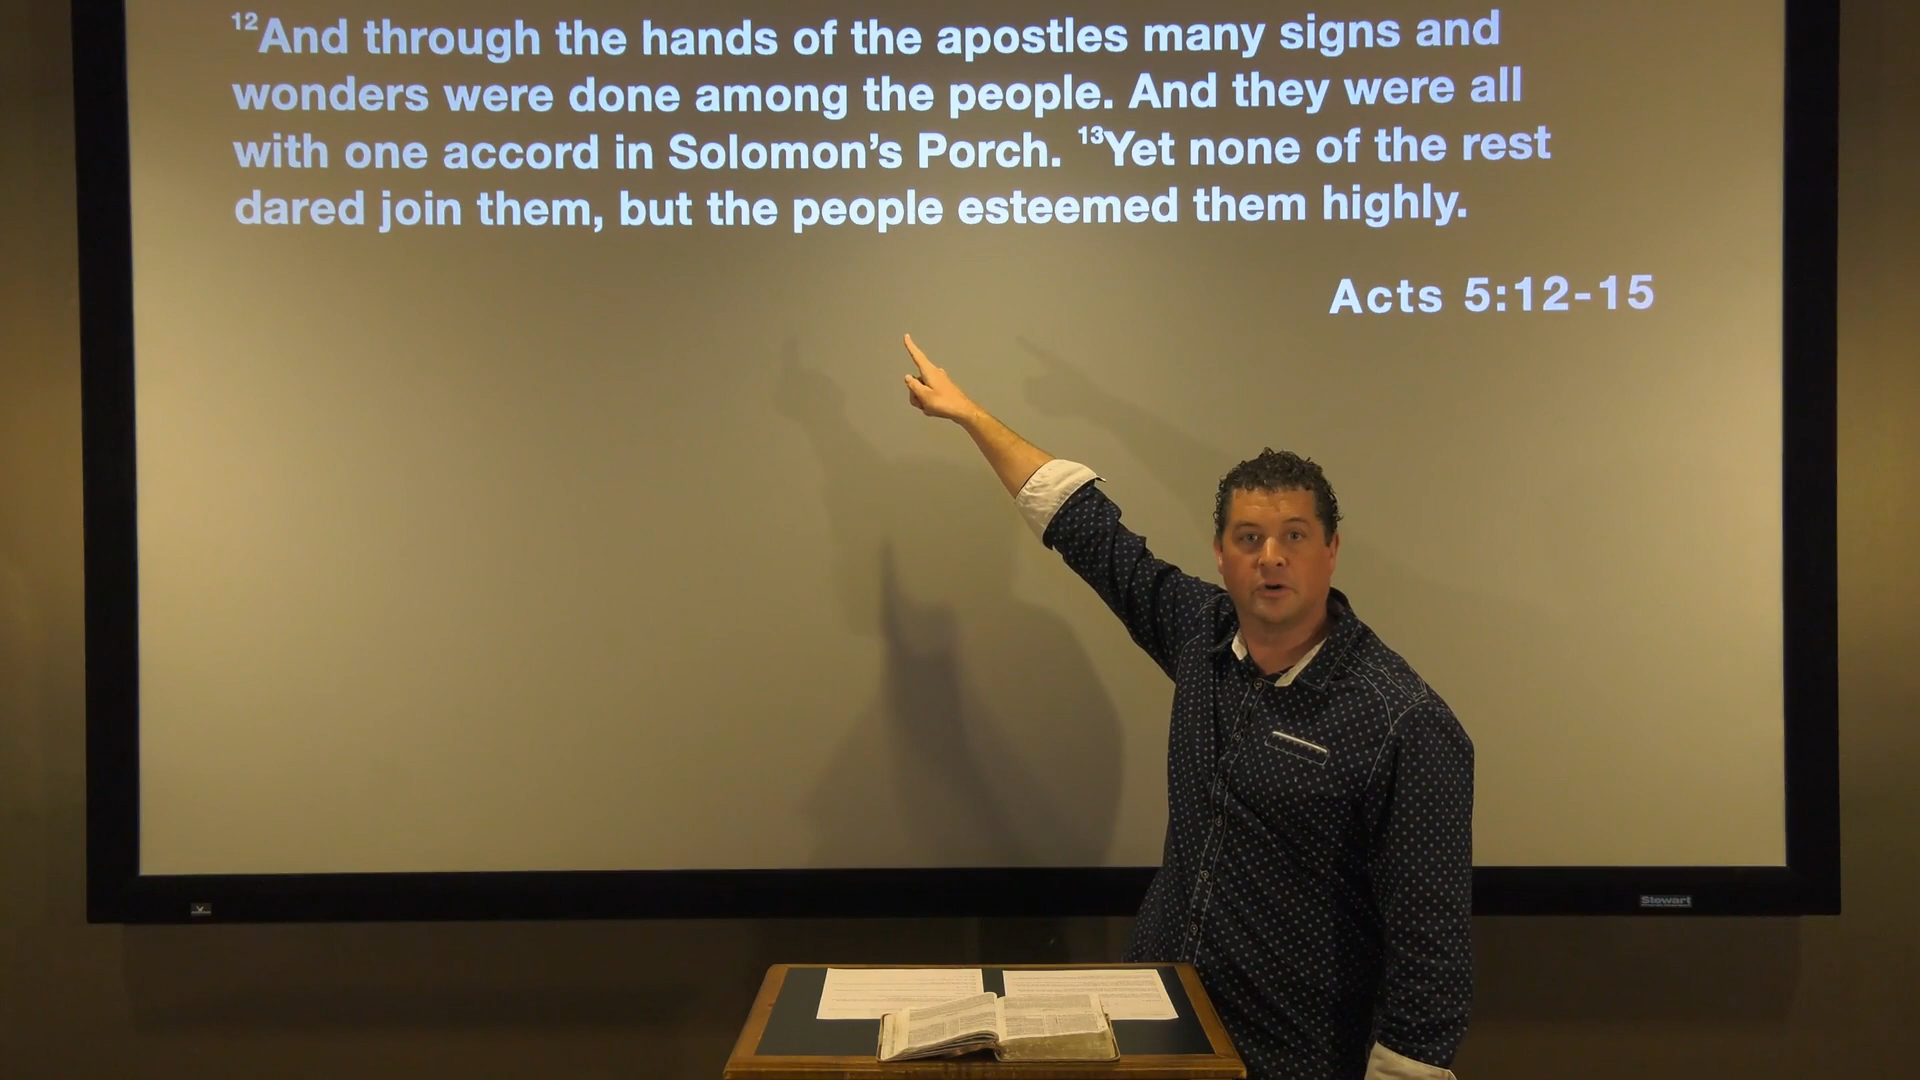 ¹²And through the hands of the apostles many signs and
wonders were done among the people. And they were all
with one accord in Solomon’s Porch. ¹³Yet none of the rest
dared join them, but the people esteemed them highly.
Acts 5:12-15
Stewart